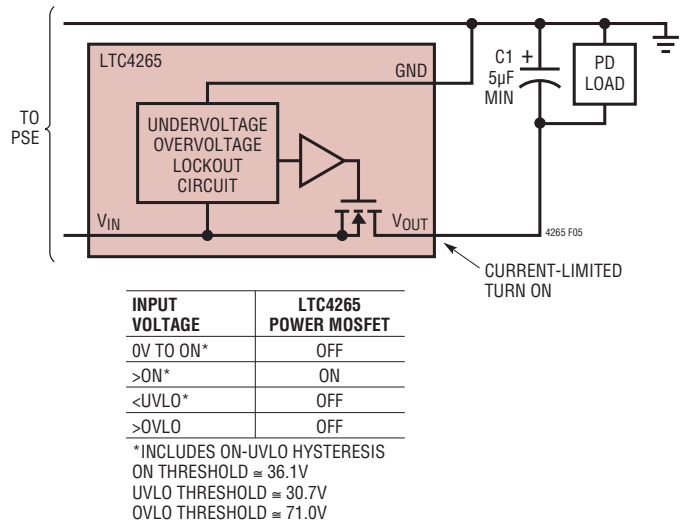 LTC4265
GND
C1
+
5µF
MIN
PD
LOAD
TO
PSE
UNDERVOLTAGE
OVERVOLTAGE
LOCKOUT
CIRCUIT
VIN
VOUT
4265 F05
CURRENT-LIMITED
TURN ON
INPUT VOLTAGE
LTC4265 POWER MOSFET
0V TO ON* OFF
>ON* ON
<UVLO* OFF
>OVLO OFF
*INCLUDES ON-UVLO HYSTERESIS
ON THRESHOLD ≅ 36.1V
UVLO THRESHOLD ≅ 30.7V
OVLO THRESHOLD ≅ 71.0V